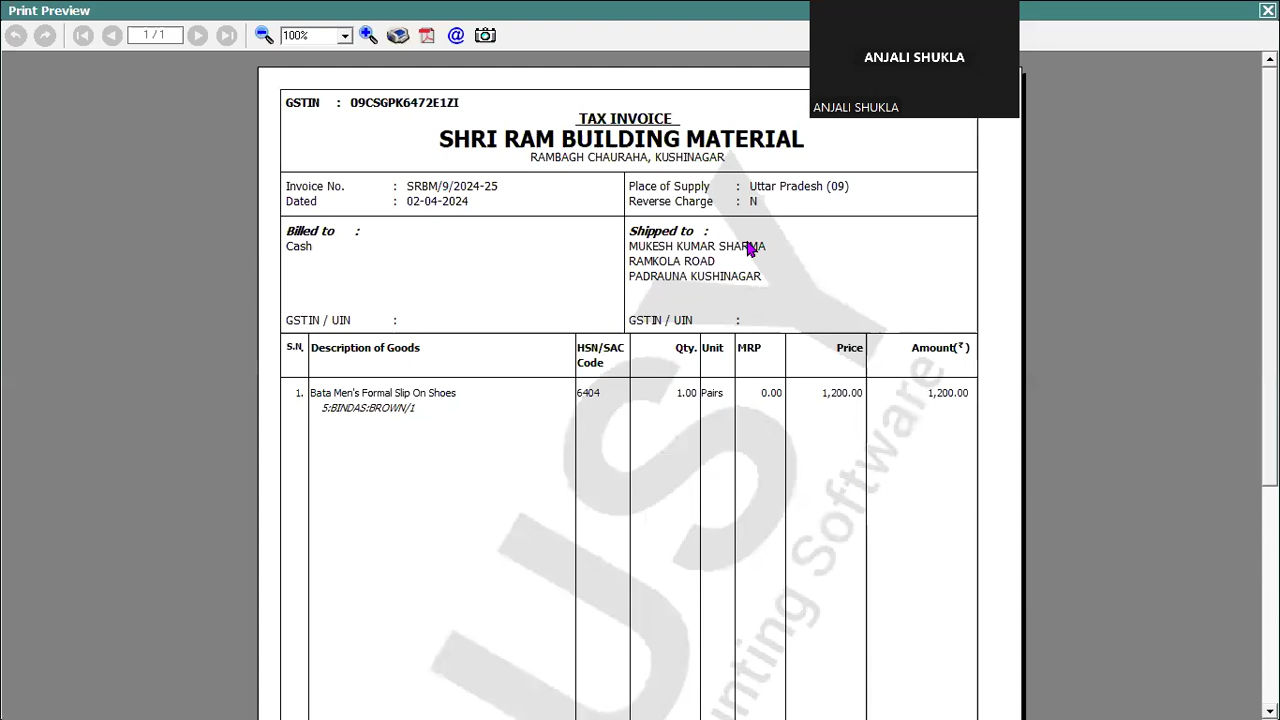 Print Preview
1 / 1
100%
ANJALI SHUKLA
ANJALI SHUKLA
GSTIN : 09CSGPK6472E1ZI
TAX INVOICE
SHRI RAM BUILDING MATERIAL
RAMBAGH CHAURAHA, KUSHINAGAR
Invoice No. : SRBM/9/2024-25
Dated : 02-04-2024
Place of Supply : Uttar Pradesh (09)
Reverse Charge : N
Billed to :
Cash
GSTIN / UIN :
Shipped to :
MUKESH KUMAR SHARMA
RAMKOLA ROAD
PADRAUNA KUSHINAGAR
GSTIN / UIN :
S.N. Description of Goods HSN/SAC Code Qty. Unit MRP Price Amount(₹)
1. Bata Men's Formal Slip On Shoes 6404 1.00 Pairs 0.00 1,200.00 1,200.00
5:BINDAS:BROWN/1
USY
unting Software